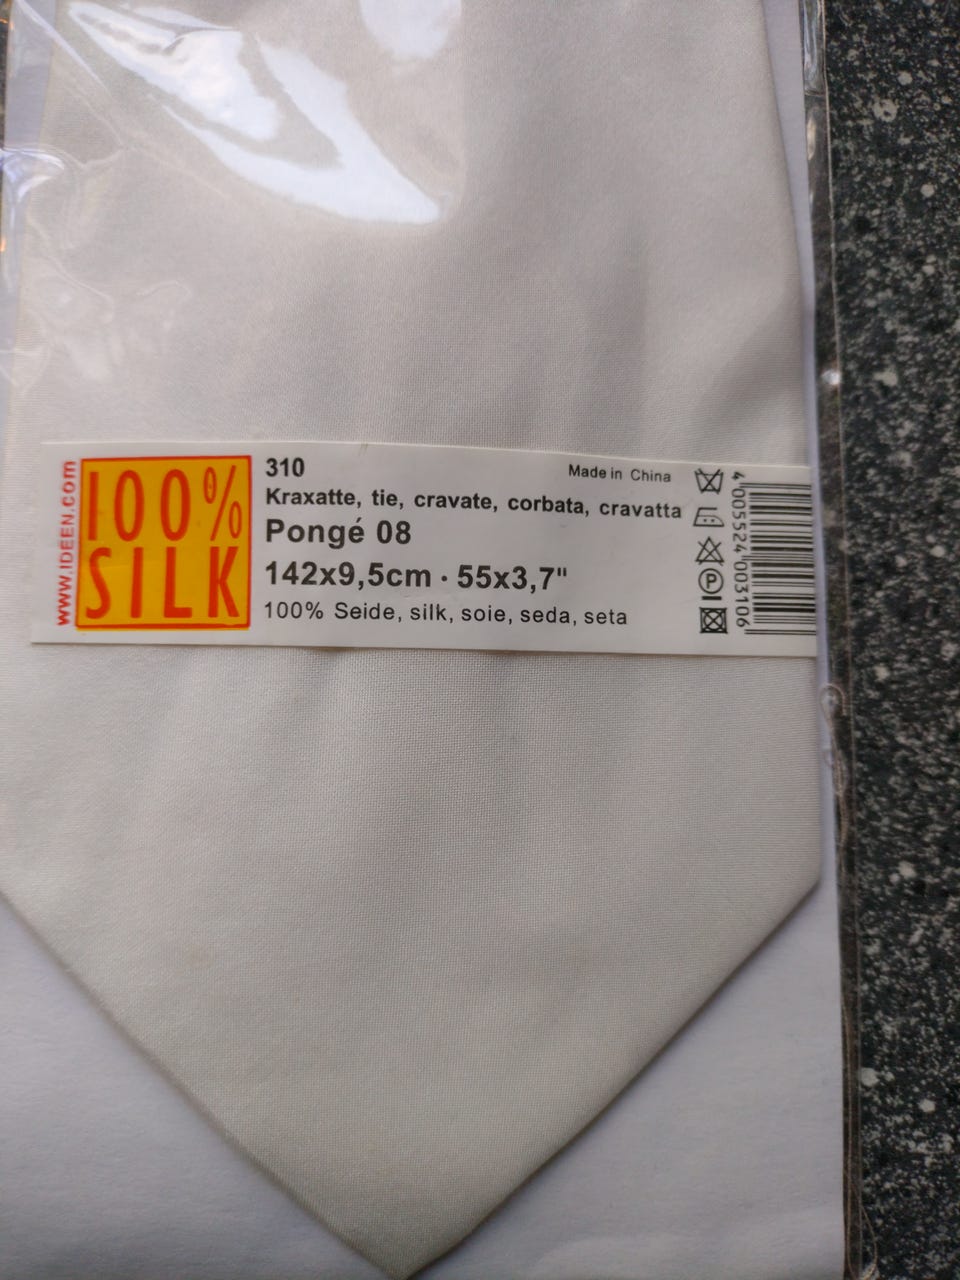 www.IDEEN.com
100%
SILK
310
Made in China
Kraxatte, tie, cravate, corbata, cravatta
Pongé 08
142x9,5cm · 55x3,7"
100% Seide, silk, soie, seda, seta
P
4 005524 003106